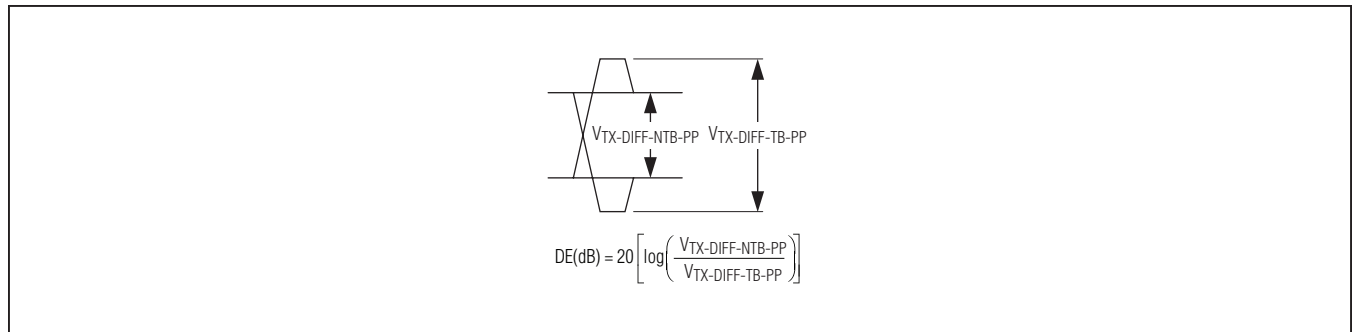 VTX-DIFF-NTB-PP VTX-DIFF-TB-PP
DE(dB) = 20 [log(VTX-DIFF-NTB-PP / VTX-DIFF-TB-PP)]